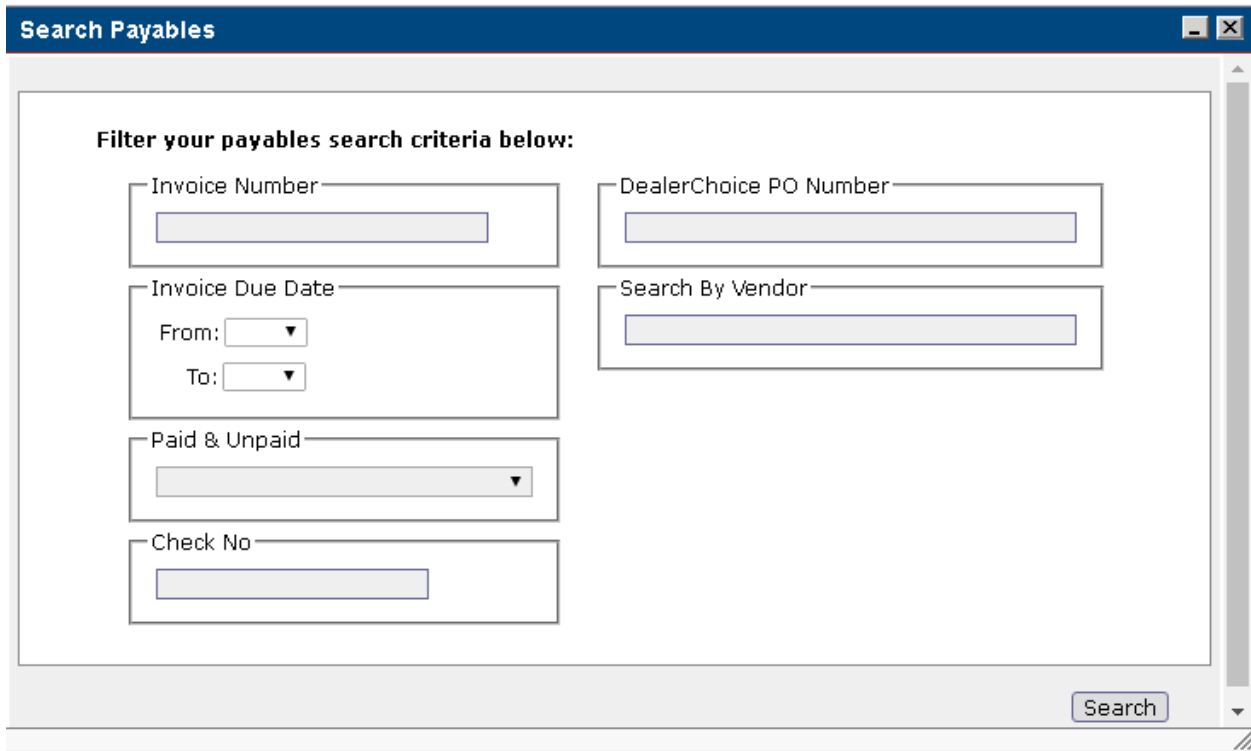 Search Payables
Filter your payables search criteria below:
Invoice Number
DealerChoice PO Number
Invoice Due Date
Search By Vendor
From:
To:
Paid & Unpaid
Check No
Search